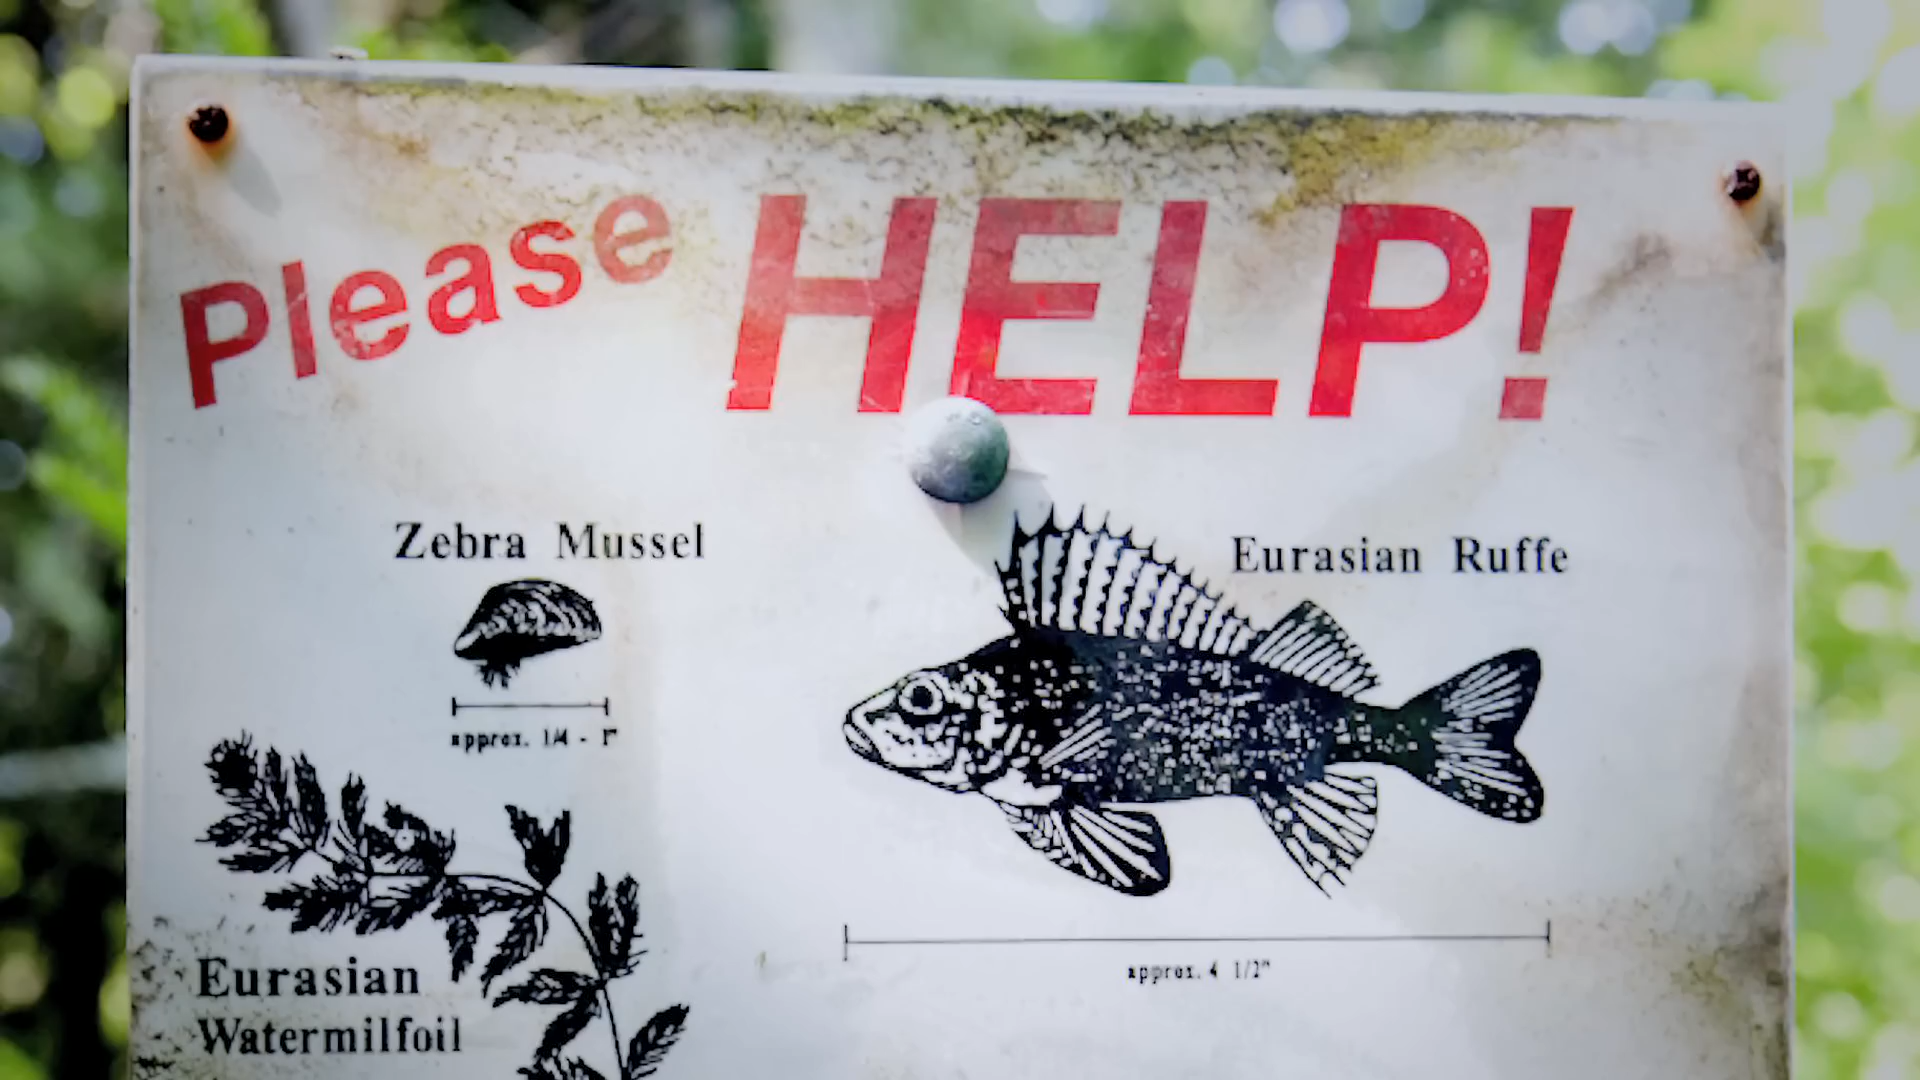 Please HELP!
Zebra Mussel
Eurasian Ruffe
approx. 1/4 - 1"
Eurasian
Watermilfoil
approx. 4 1/2"